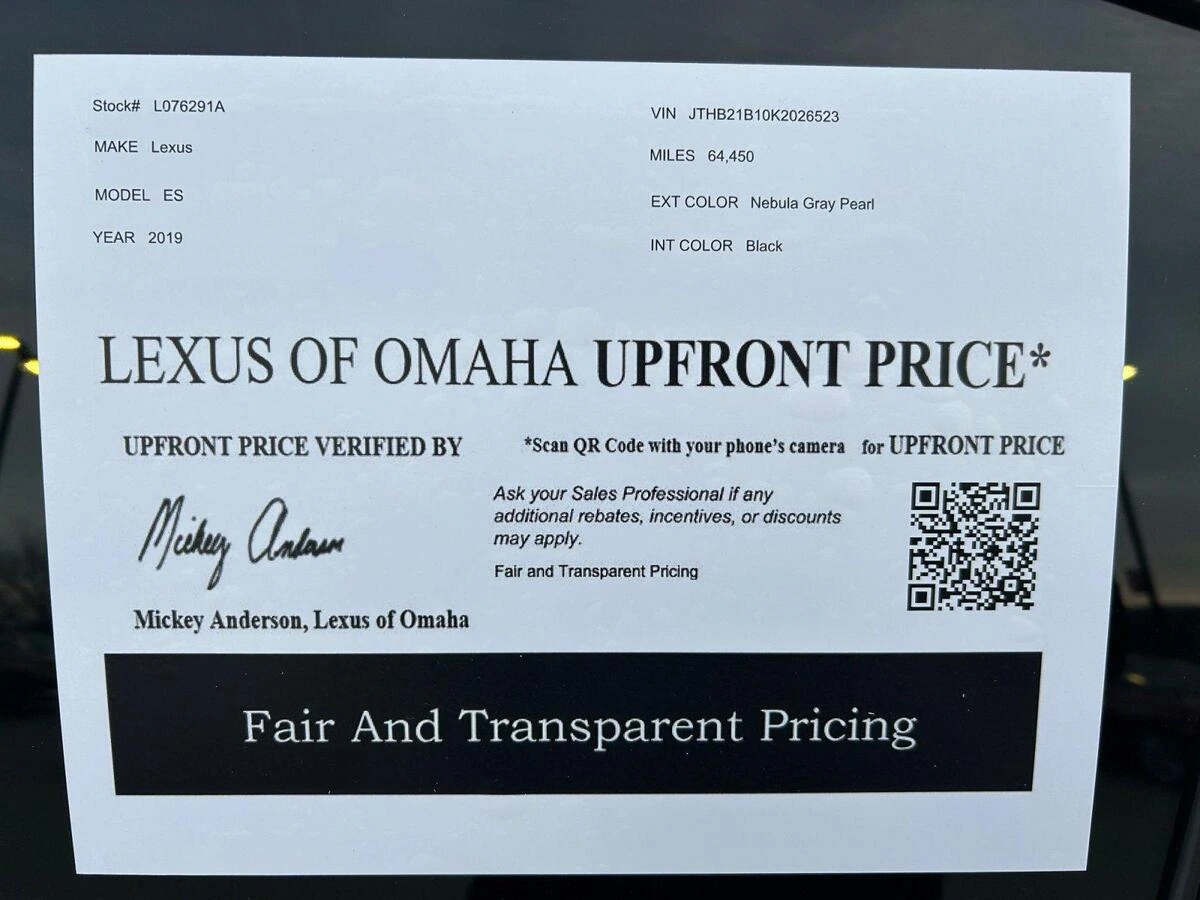 Stock# L076291A
VIN JTHB21B10K2026523
MAKE Lexus
MILES 64,450
MODEL ES
EXT COLOR Nebula Gray Pearl
YEAR 2019
INT COLOR Black
LEXUS OF OMAHA UPFRONT PRICE*
UPFRONT PRICE VERIFIED BY
*Scan QR Code with your phone's camera for UPFRONT PRICE
Mickey Anderson
Ask your Sales Professional if any
additional rebates, incentives, or discounts
may apply.
Fair and Transparent Pricing
Mickey Anderson, Lexus of Omaha
Fair And Transparent Pricing